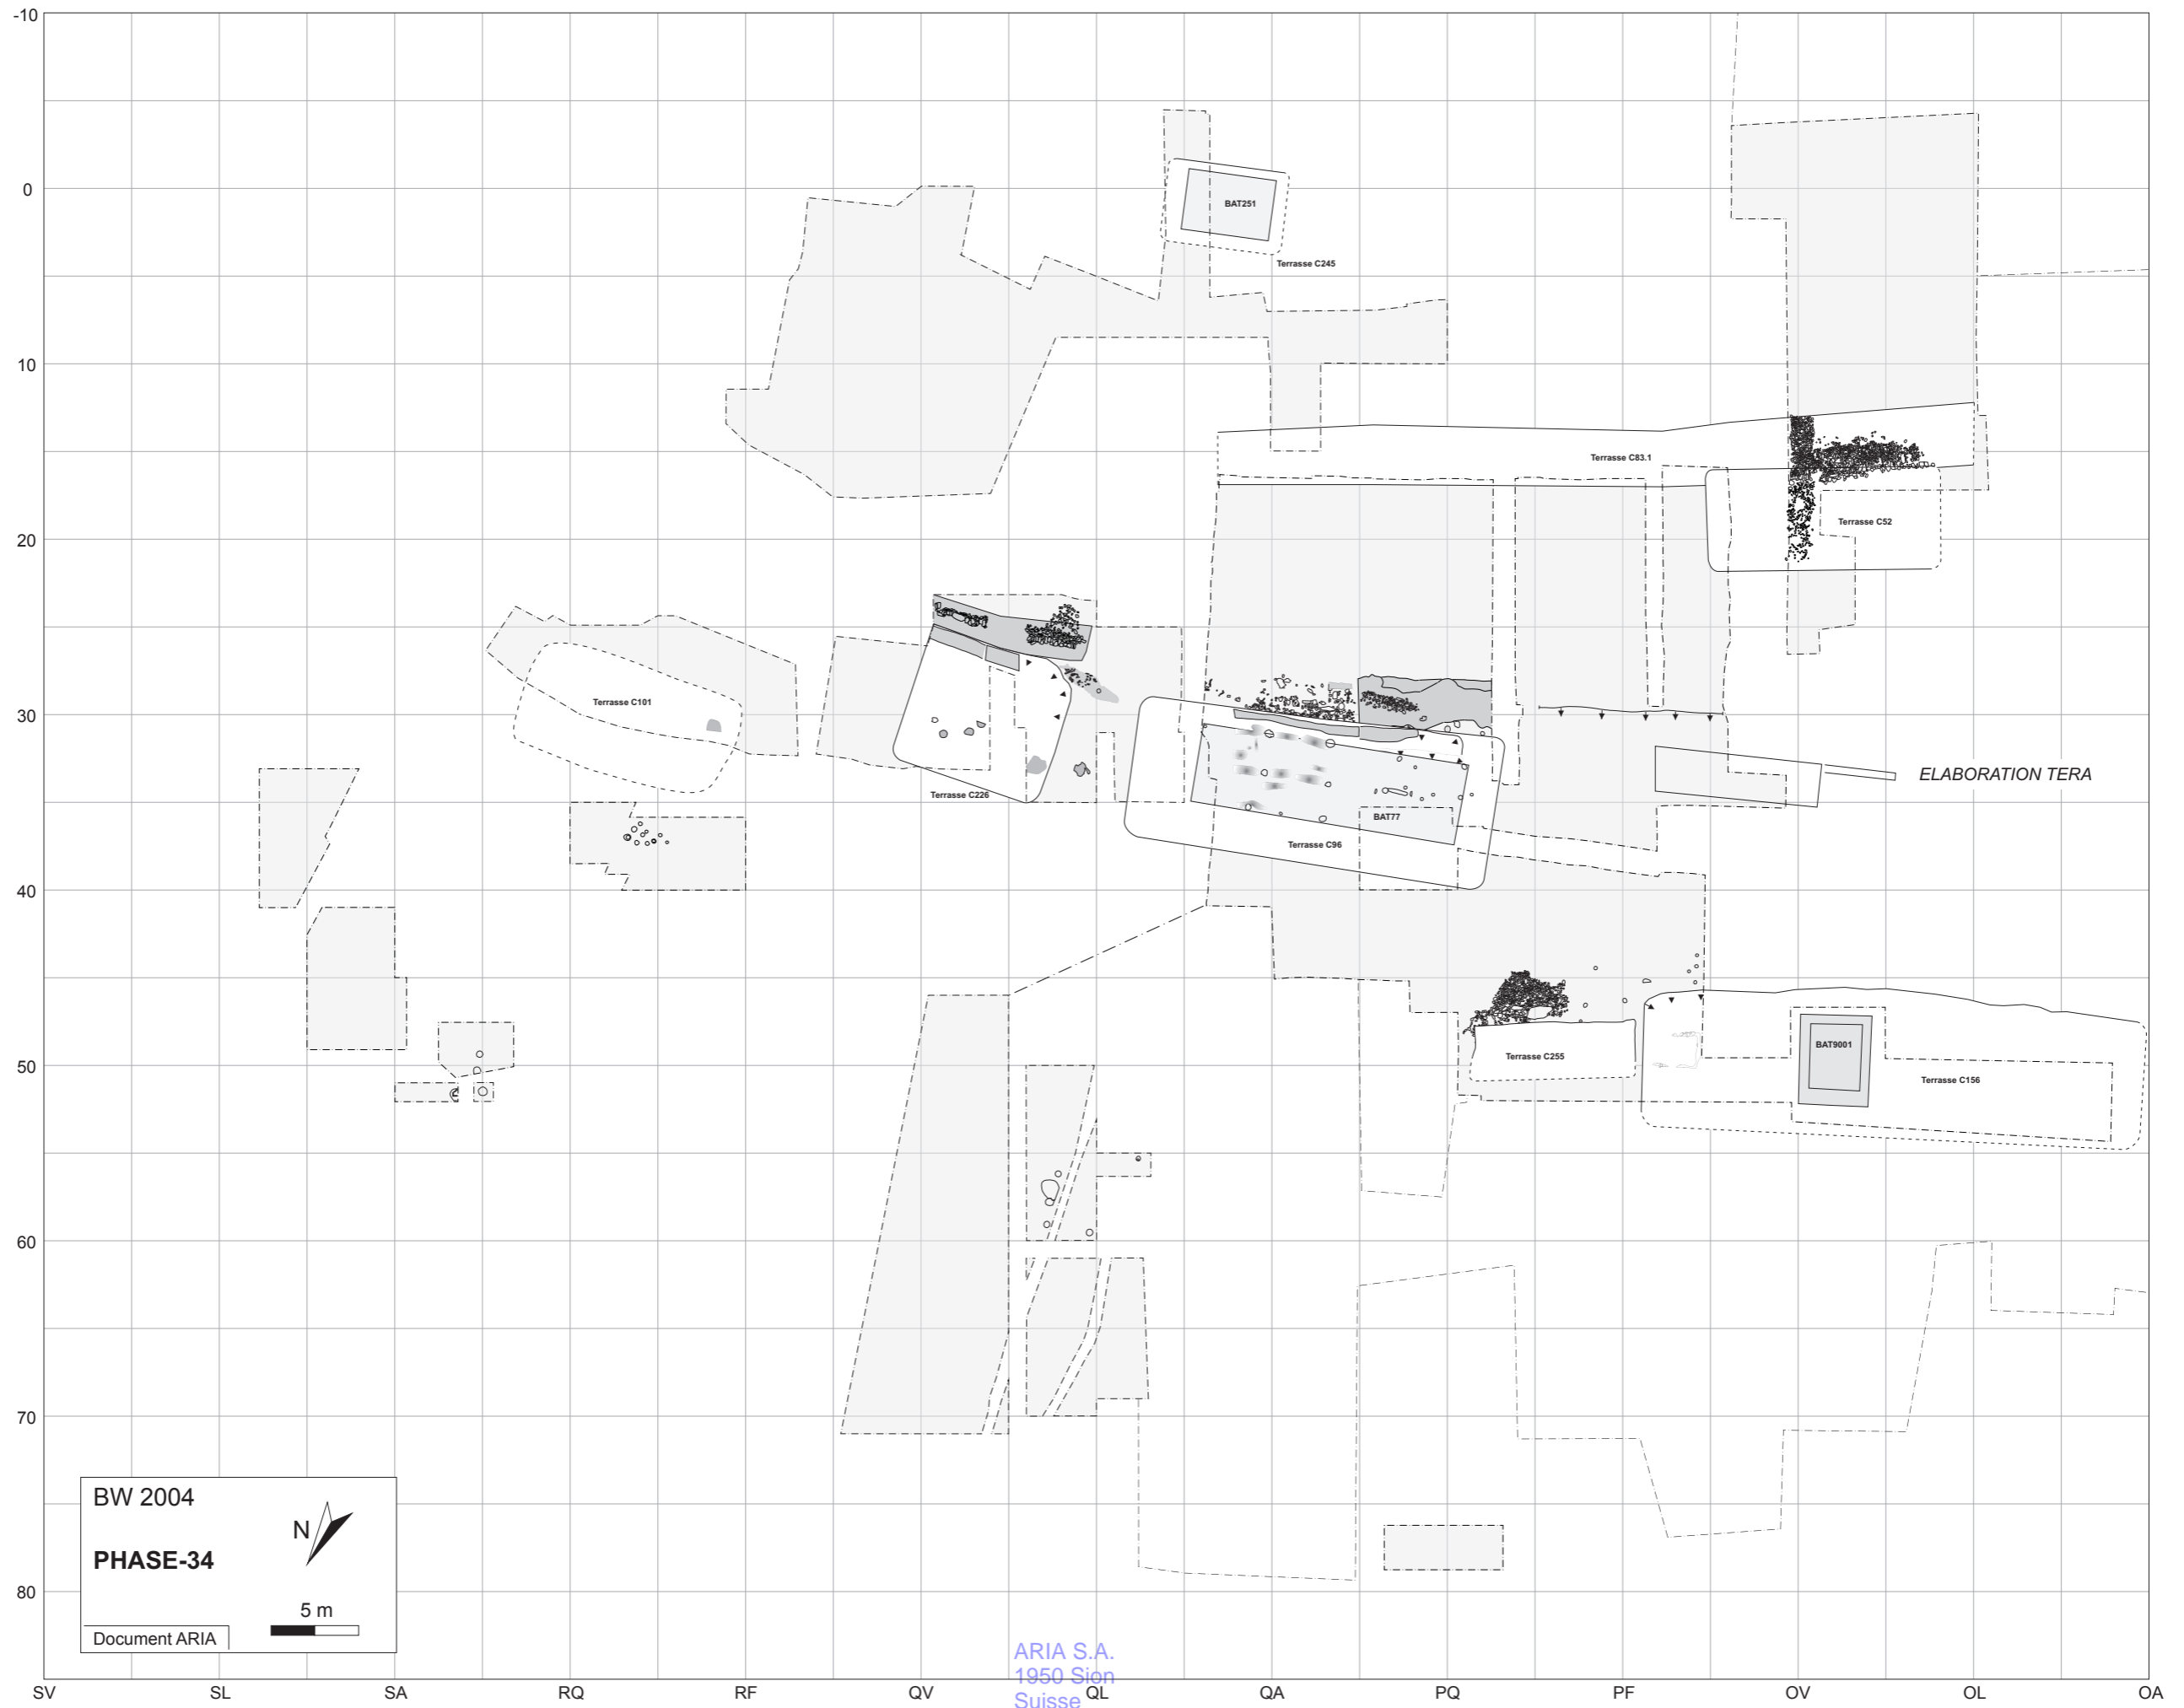 -10
0
10
20
30
40
50
60
70
80
BAT251
Terrasse C245
Terrasse C83.1
Terrasse C52
Terrasse C101
Terrasse C226
BAT77
Terrasse C96
ELABORATION TERA
Terrasse C255
BAT9001
Terrasse C156
BW 2004
N
PHASE-34
5 m
Document ARIA
ARIA S.A.
1950 Sion
Suisse
SV SL SA RQ RF QV QL QA PQ PF OV OL OA